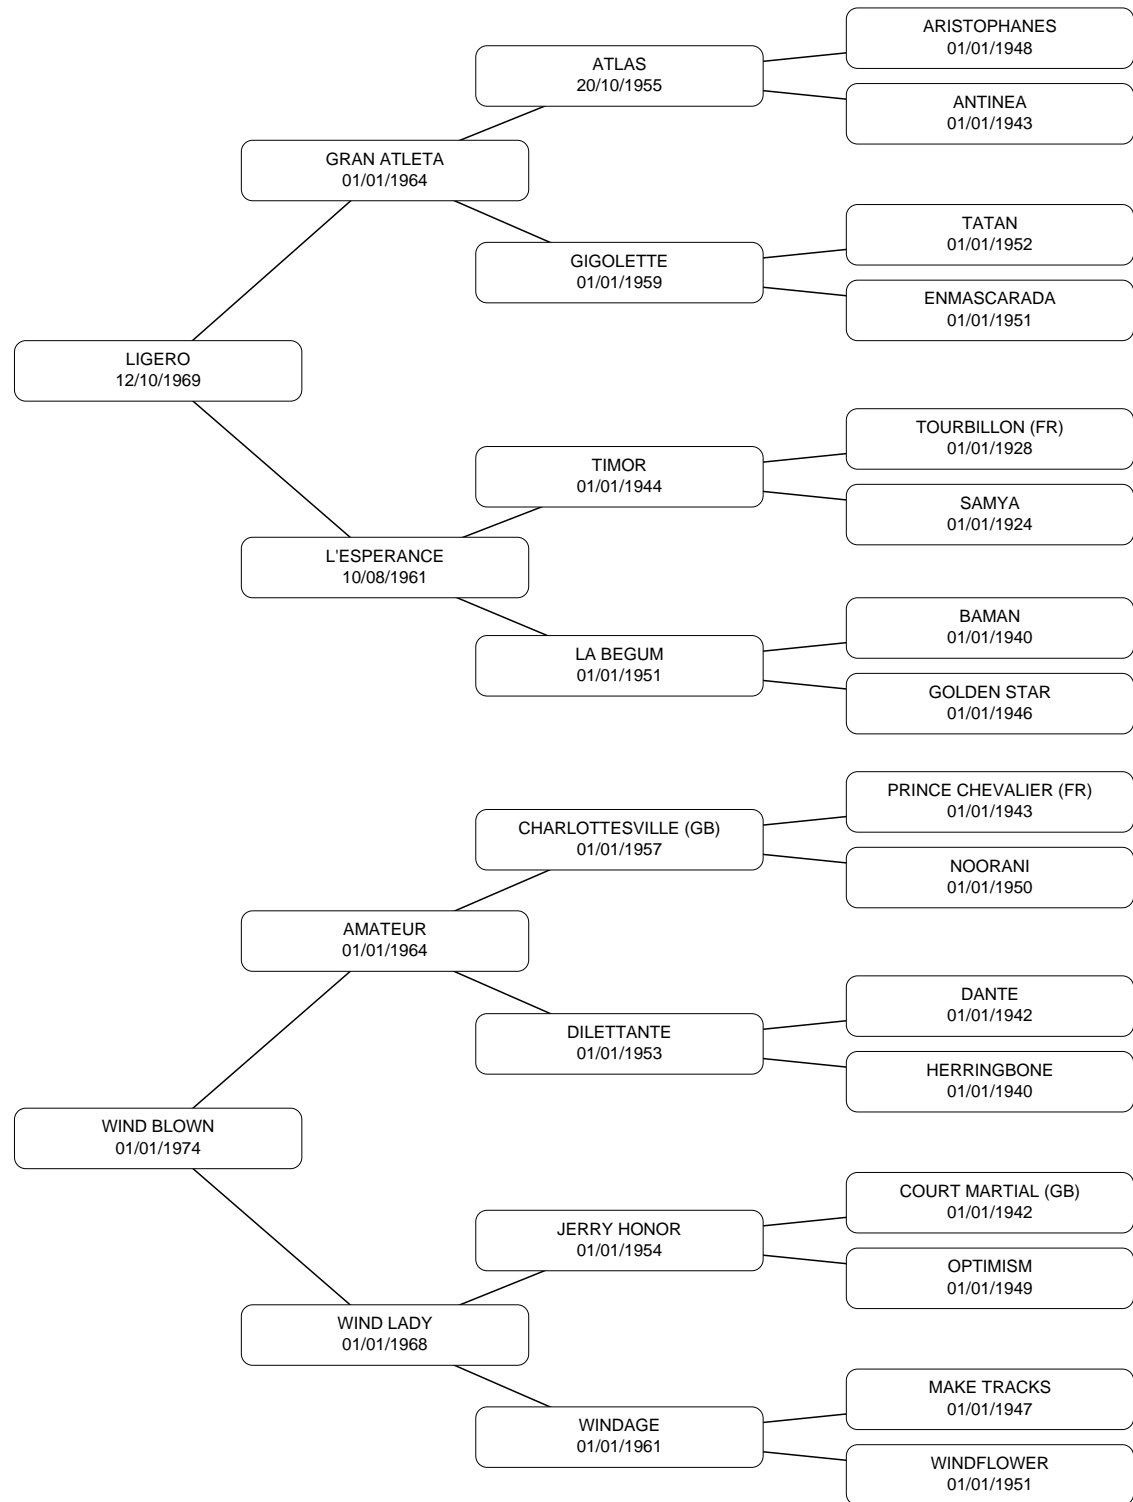 ARISTOPHANES
01/01/1948
ATLAS
20/10/1955
ANTINEA
01/01/1943
GRAN ATLETA
01/01/1964
TATAN
01/01/1952
GIGOLETTE
01/01/1959
ENMASCARADA
01/01/1951
LIGERO
12/10/1969
TOURBILLON (FR)
01/01/1928
TIMOR
01/01/1944
SAMYA
01/01/1924
L'ESPERANCE
10/08/1961
BAMAN
01/01/1940
LA BEGUM
01/01/1951
GOLDEN STAR
01/01/1946
PRINCE CHEVALIER (FR)
01/01/1943
CHARLOTTESVILLE (GB)
01/01/1957
NOORANI
01/01/1950
AMATEUR
01/01/1964
DANTE
01/01/1942
DILETTANTE
01/01/1953
HERRINGBONE
01/01/1940
WIND BLOWN
01/01/1974
COURT MARTIAL (GB)
01/01/1942
JERRY HONOR
01/01/1954
OPTIMISM
01/01/1949
WIND LADY
01/01/1968
MAKE TRACKS
01/01/1947
WINDAGE
01/01/1961
WINDFLOWER
01/01/1951